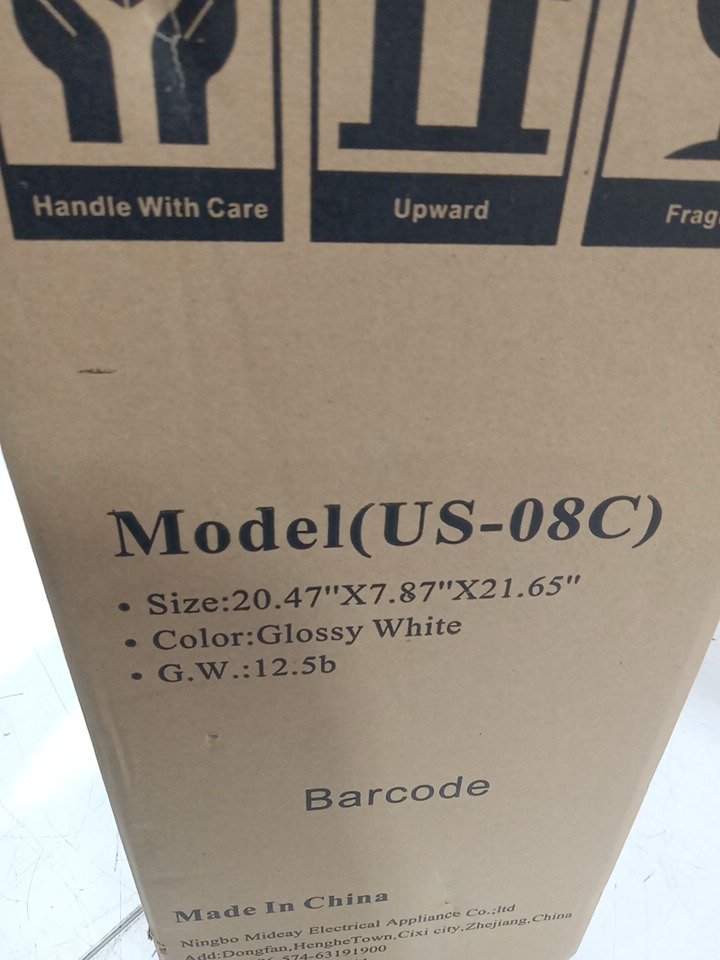 Handle With Care
Upward
Frag
Model(US-08C)
• Size:20.47"X7.87"X21.65"
• Color:Glossy White
• G.W.:12.5b
Barcode
Made In China
Ningbo Mideay Electrical Appliance Co.;ltd
Add:Dongfan,HengheTown,Cixi city,Zhejiang,China
574-63191900